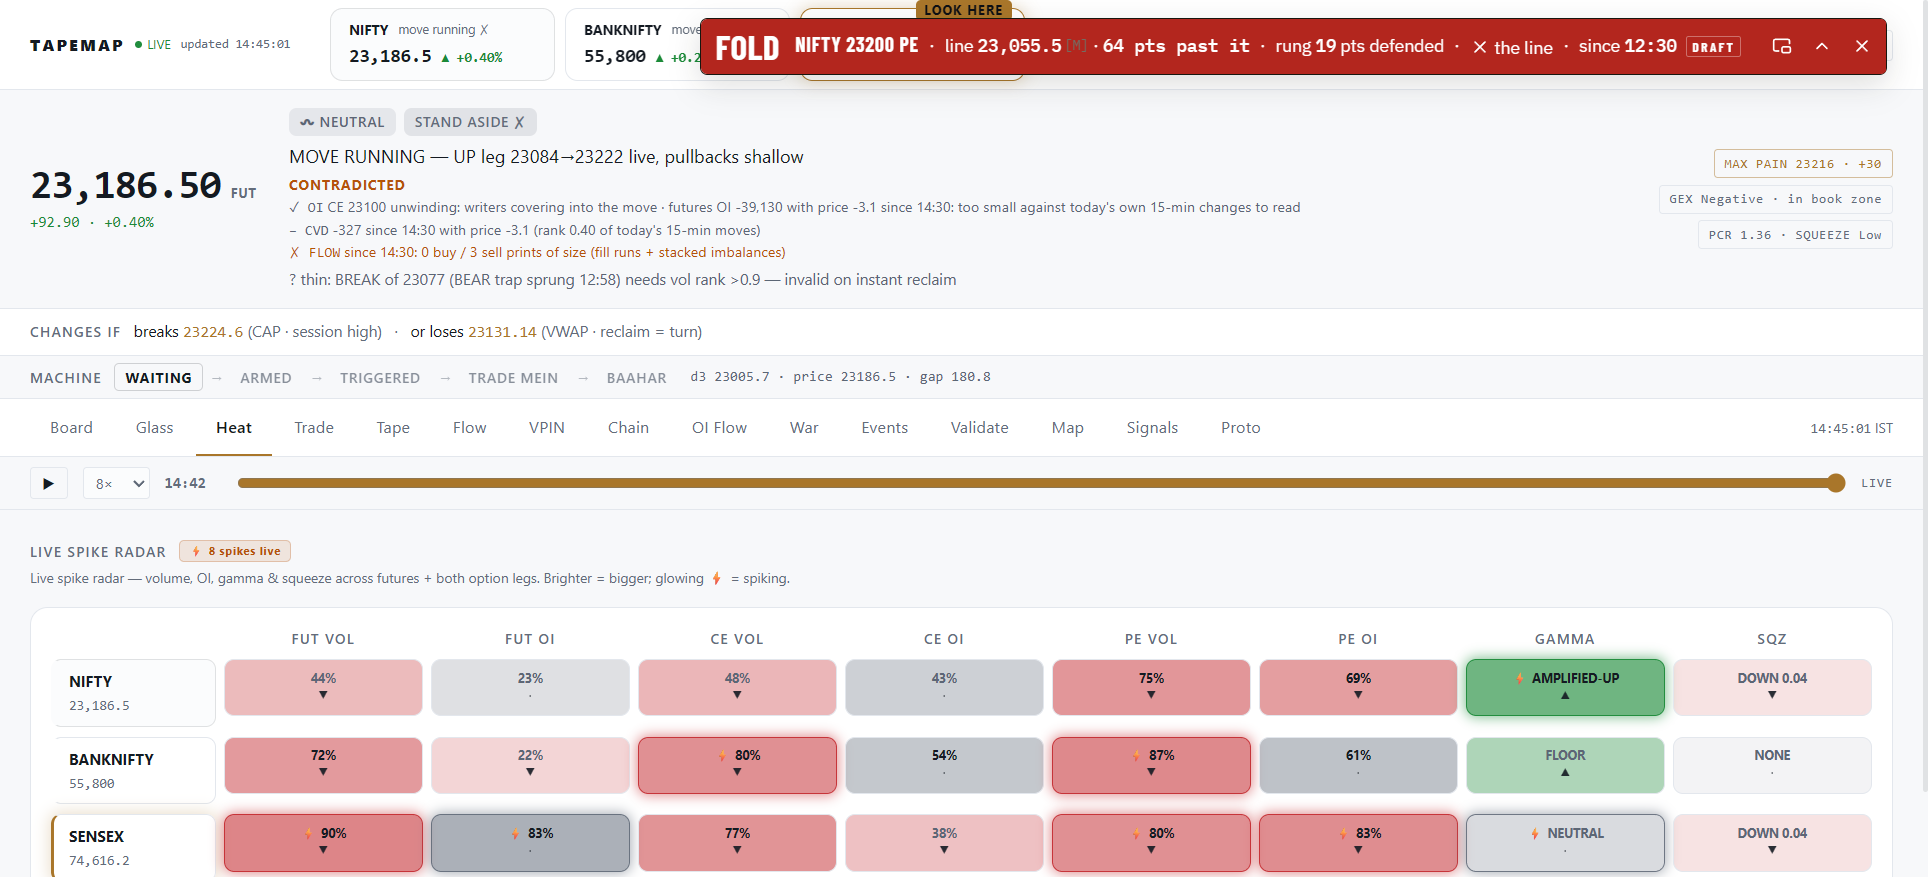 TAPEMAP ● LIVE updated 14:45:01
NIFTY move running ✗
23,186.5 ▲ +0.40%
BANKNIFTY move
55,800 ▲ +0.2
LOOK HERE
FOLD NIFTY 23200 PE · line 23,055.5 [M] · 64 pts past it · rung 19 pts defended · ✕ the line · since 12:30 DRAFT
NEUTRAL STAND ASIDE ✗
23,186.50 FUT
+92.90 · +0.40%
MOVE RUNNING — UP leg 23084→23222 live, pullbacks shallow
CONTRADICTED
✓ OI CE 23100 unwinding: writers covering into the move · futures OI -39,130 with price -3.1 since 14:30: too small against today's own 15-min changes to read
– CVD -327 since 14:30 with price -3.1 (rank 0.40 of today's 15-min moves)
✗ FLOW since 14:30: 0 buy / 3 sell prints of size (fill runs + stacked imbalances)
? thin: BREAK of 23077 (BEAR trap sprung 12:58) needs vol rank >0.9 — invalid on instant reclaim
MAX PAIN 23216 · +30
GEX Negative · in book zone
PCR 1.36 · SQUEEZE Low
CHANGES IF breaks 23224.6 (CAP · session high) · or loses 23131.14 (VWAP · reclaim = turn)
MACHINE WAITING → ARMED → TRIGGERED → TRADE MEIN → BAAHAR d3 23005.7 · price 23186.5 · gap 180.8
Board Glass Heat Trade Tape Flow VPIN Chain OI Flow War Events Validate Map Signals Proto 14:45:01 IST
▶ 8× 14:42 LIVE
LIVE SPIKE RADAR ⚡ 8 spikes live
Live spike radar — volume, OI, gamma & squeeze across futures + both option legs. Brighter = bigger; glowing ⚡ = spiking.
FUT VOL FUT OI CE VOL CE OI PE VOL PE OI GAMMA SQZ
NIFTY 44% 23% 48% 43% 75% 69% ⚡ AMPLIFIED-UP DOWN 0.04
23,186.5 ▼ · ▼ · ▼ ▼ ▲ ▼
BANKNIFTY 72% 22% ⚡ 80% 54% ⚡ 87% 61% FLOOR NONE
55,800 ▼ ▼ ▼ · ▼ · ▲ ·
SENSEX ⚡ 90% ⚡ 83% 77% 38% ⚡ 80% ⚡ 83% ⚡ NEUTRAL DOWN 0.04
74,616.2 ▼ · ▼ ▼ ▼ ▼ · ▼